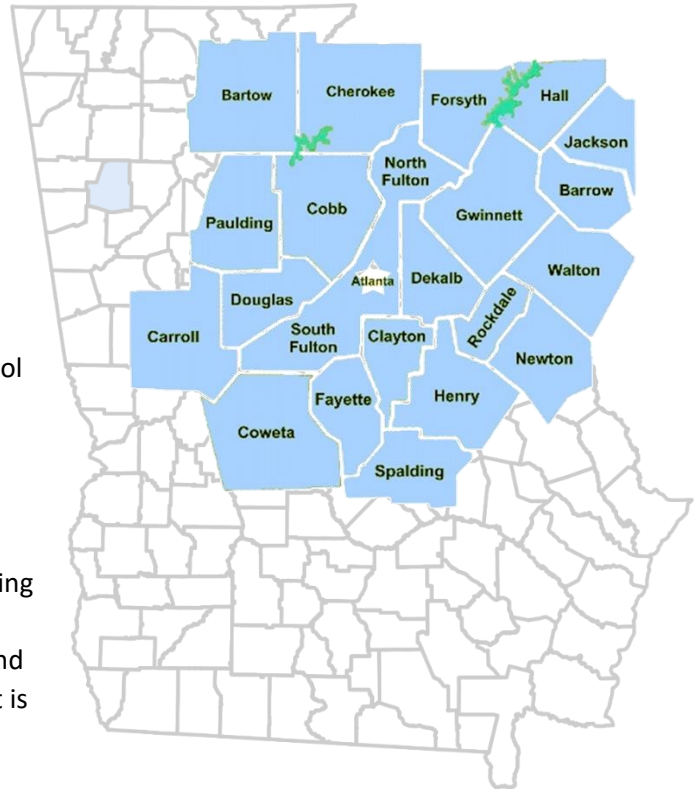 Bartow
Cherokee
Forsyth
Hall
Jackson
North
Fulton
Barrow
Paulding
Cobb
Gwinnett
Walton
Atlanta
Dekalb
Douglas
Rockdale
Carroll
South
Fulton
Clayton
Newton
Fayette
Henry
Coweta
Spalding
ol
ing
nd
t is